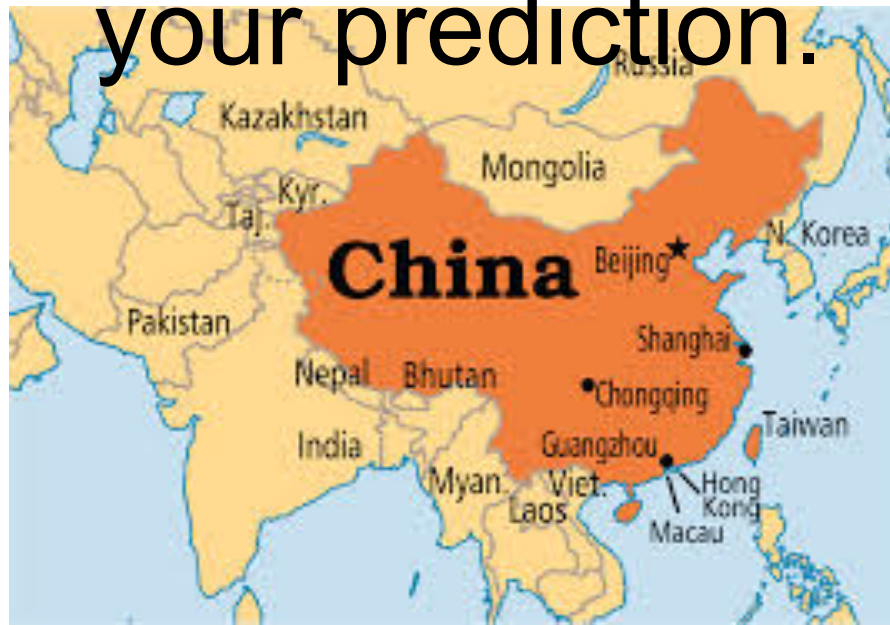 your prediction.
Russia
Kazakhstan
Mongolia
Kyr.
Taj.
N. Korea
China
Beijing
Pakistan
Shanghai
Nepal
Bhutan
Chongqing
Taiwan
India
Guangzhou
Myan.
Viet.
Hong
Kong
Laos
Macau